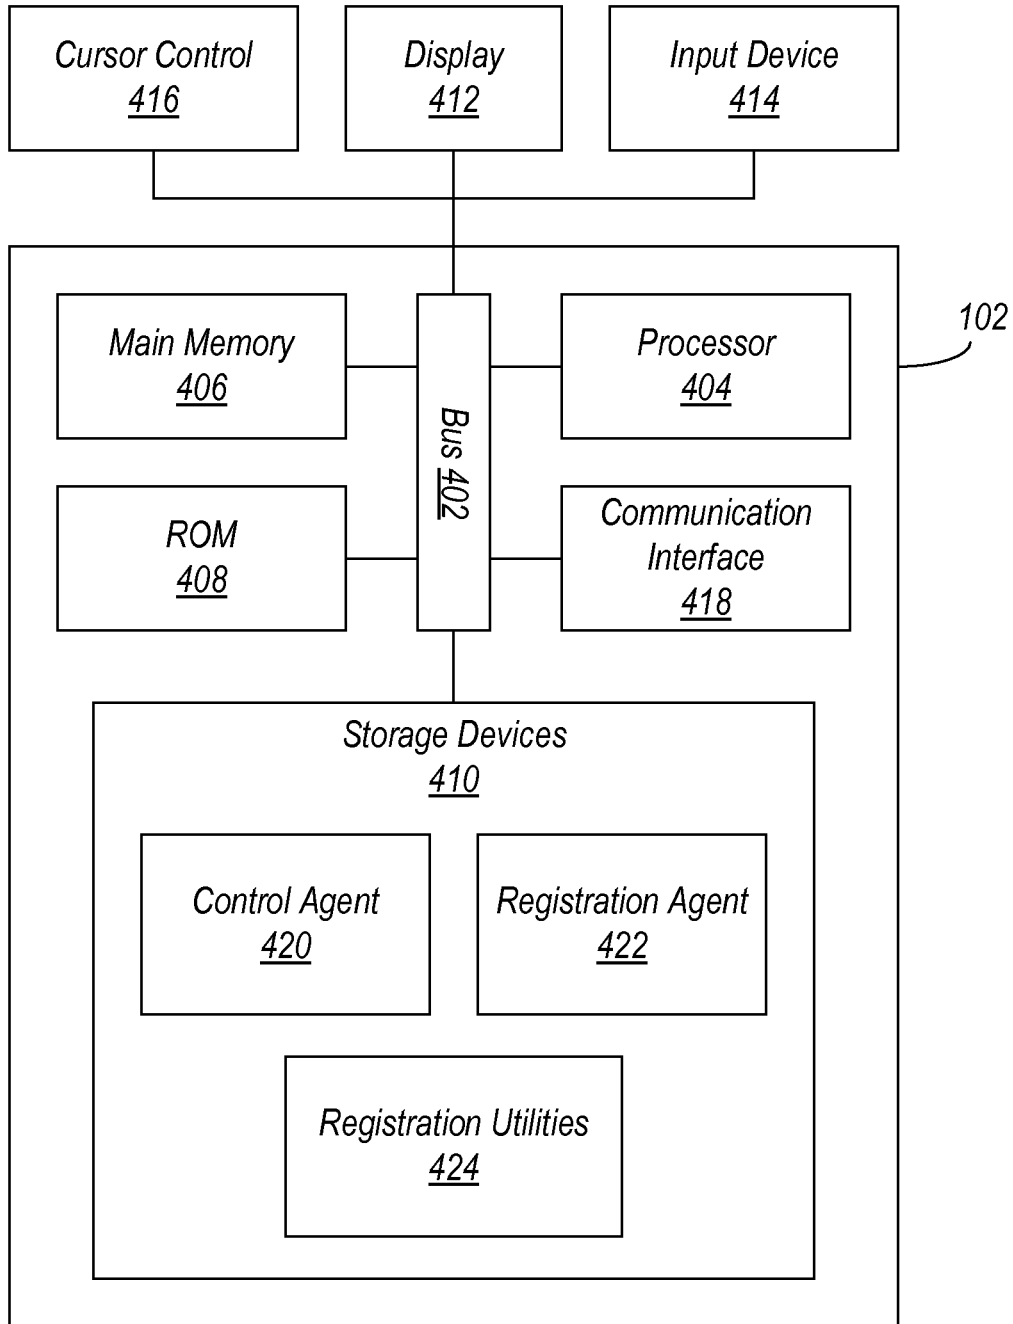 Cursor Control
416
Display
412
Input Device
414
102
Main Memory
406
Processor
404
Bus 402
ROM
408
Communication
Interface
418
Storage Devices
410
Control Agent
420
Registration Agent
422
Registration Utilities
424